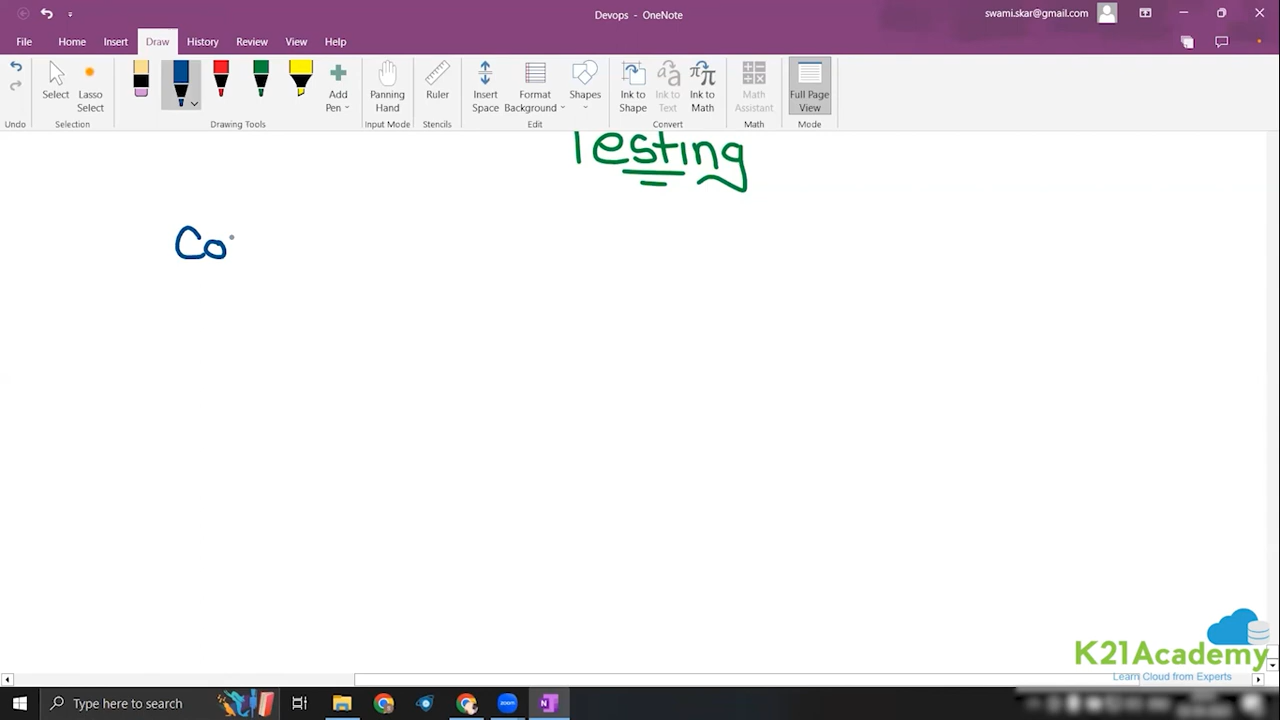 Devops - OneNote
swami.skar@gmail.com
File Home Insert Draw History Review View Help
Select
Lasso Select
Add Pen
Panning Hand
Ruler
Insert Space
Format Background
Shapes
Ink to Shape
Ink to Text
Ink to Math
Math Assistant
Full Page View
Undo Selection Drawing Tools Input Mode Stencils Edit Convert Math Mode
Testing
Co
K21Academy
Learn Cloud from Experts
Type here to search
zoom
N